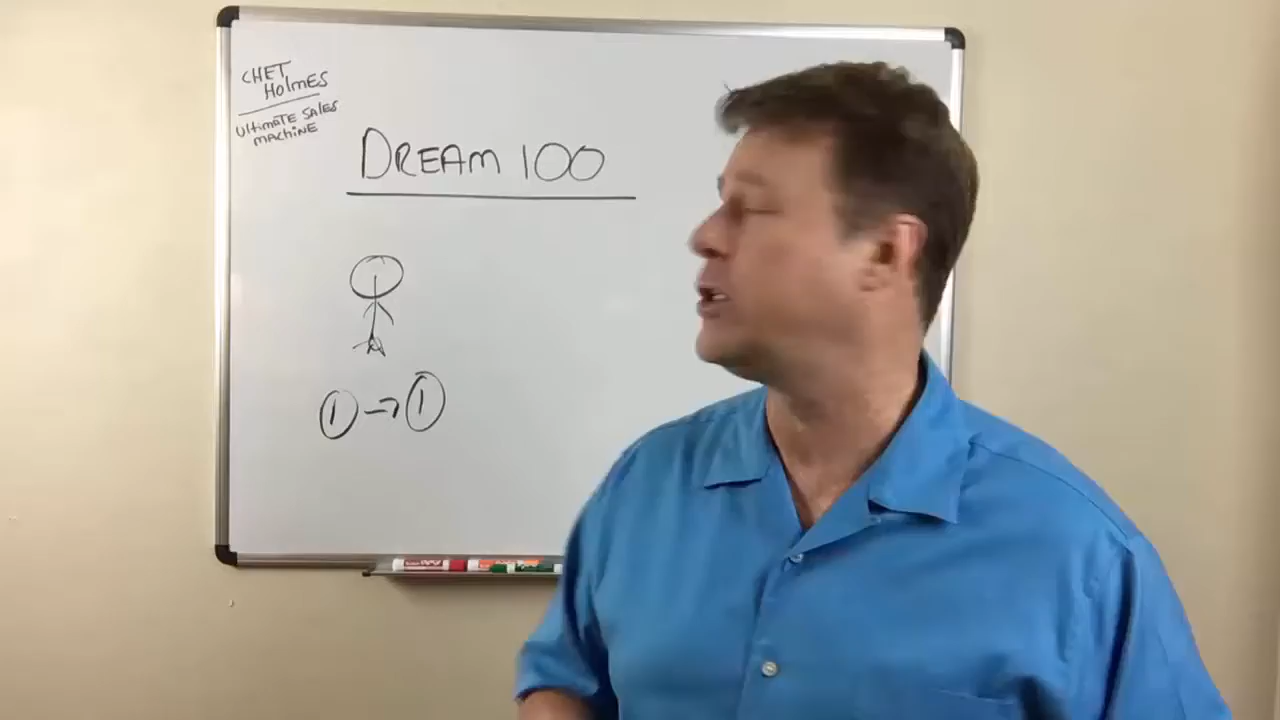 CHET
HolmES
UltimaTE SAles
mACHiNE
DREAM 100
1 → 1